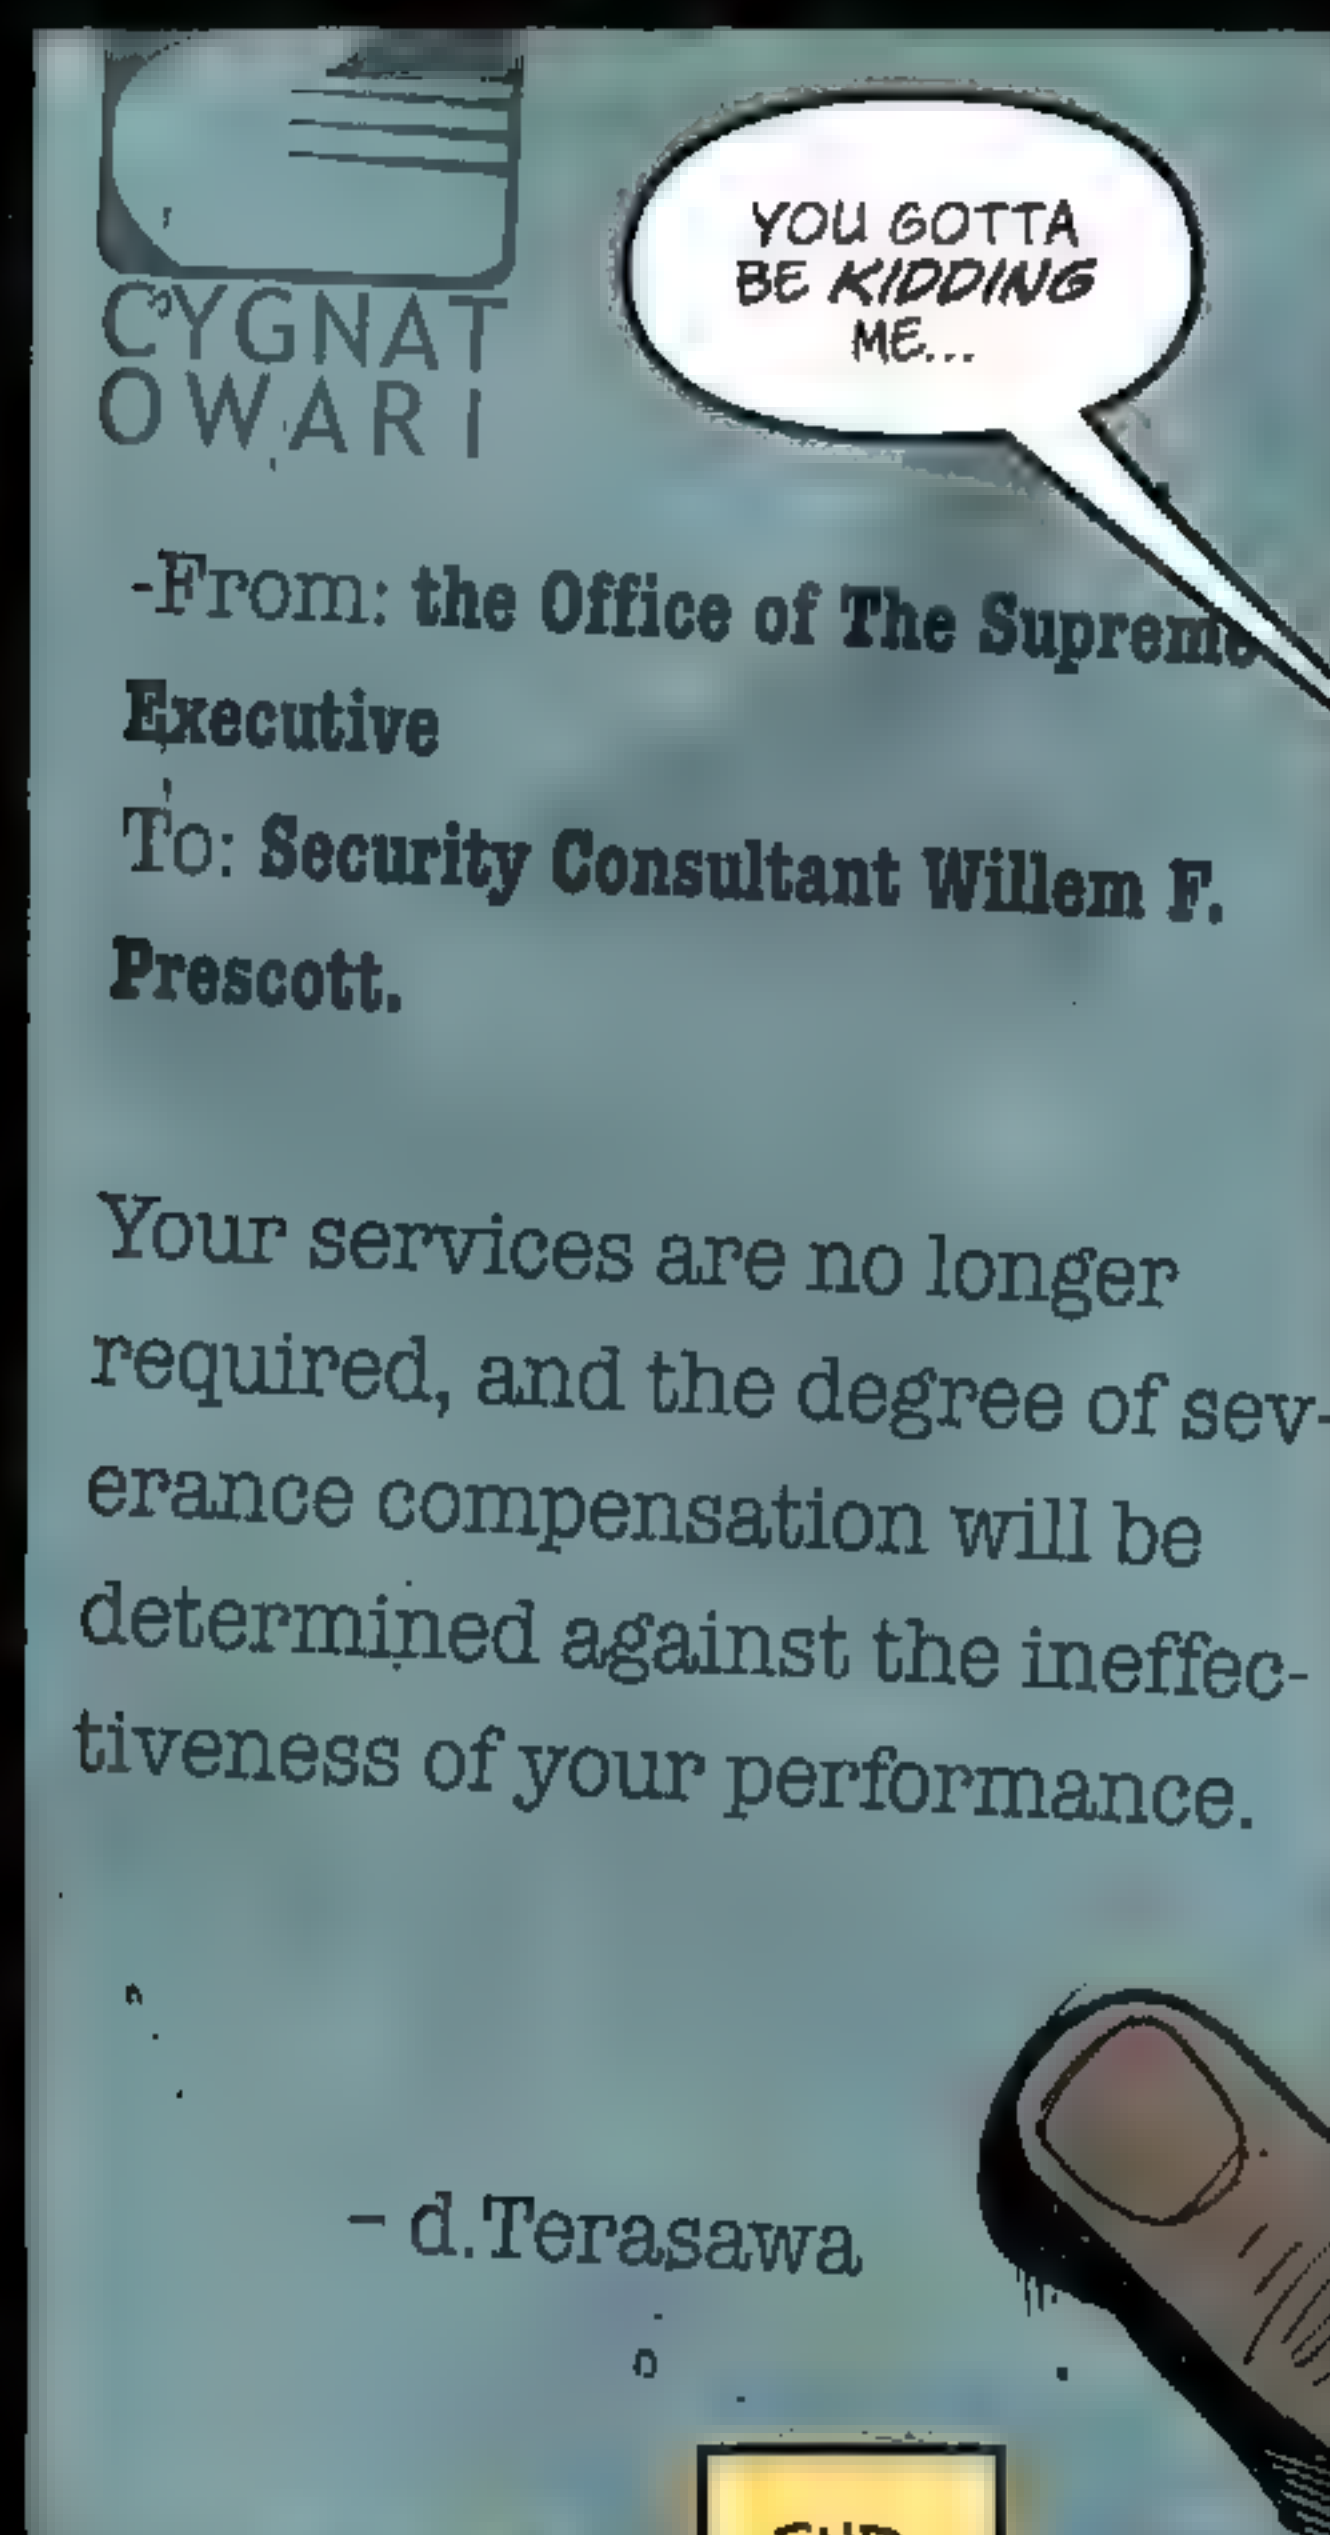 CYGNAT
OWARI
YOU GOTTA
BE KIDDING
ME...
-From: the Office of The Supreme
Executive
To: Security Consultant Willem F.
Prescott.
Your services are no longer
required, and the degree of sev-
erance compensation will be
determined against the ineffec-
tiveness of your performance.
- d.Terasawa